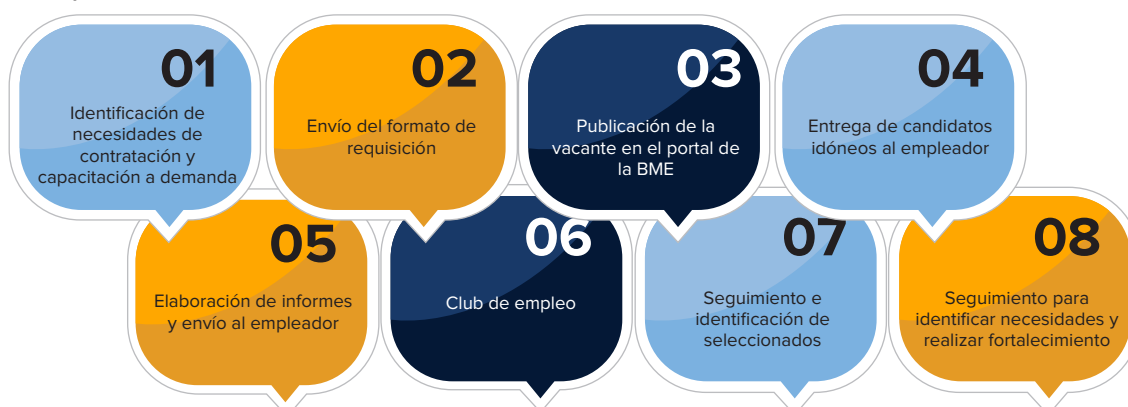 01
Identificación de
necesidades de
contratación y
capacitación a demanda
02
Envío del formato de
requisición
03
Publicación de la
vacante en el portal de
la BME
04
Entrega de candidatos
idóneos al empleador
05
Elaboración de informes
y envío al empleador
06
Club de empleo
07
Seguimiento e
identificación de
seleccionados
08
Seguimiento para
identificar necesidades y
realizar fortalecimiento